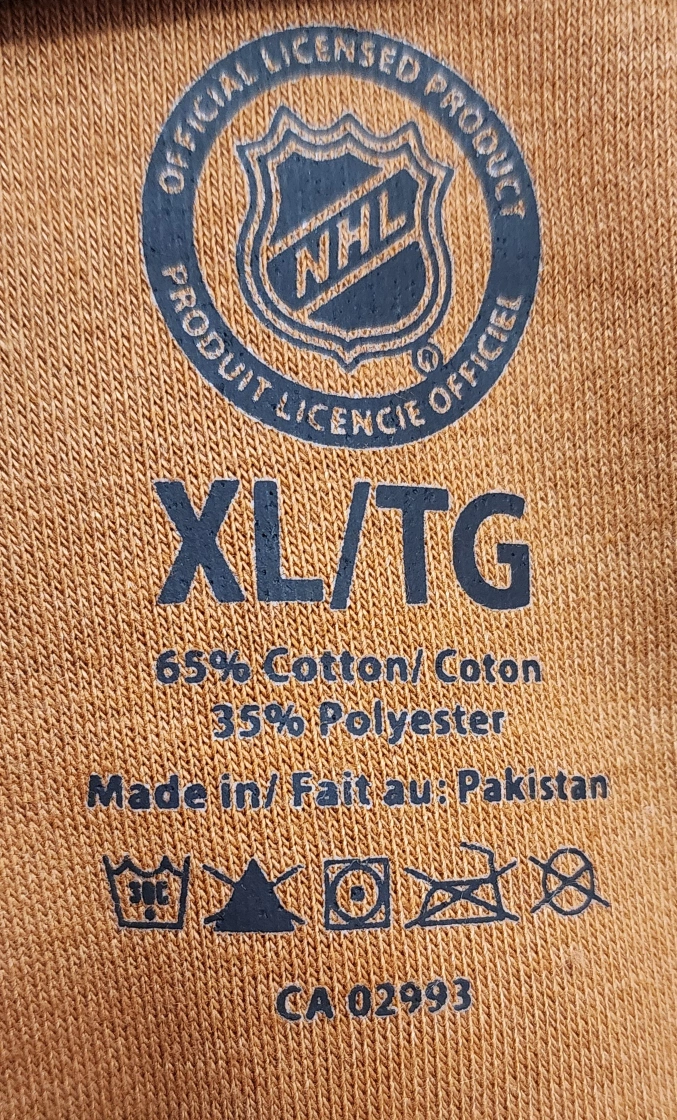 OFFICIAL LICENSED PRODUCT
NHL
®
PRODUIT LICENCIE OFFICIEL
XL/TG
65% Cotton/ Coton
35% Polyester
Made in/ Fait au: Pakistan
30C
CA 02993